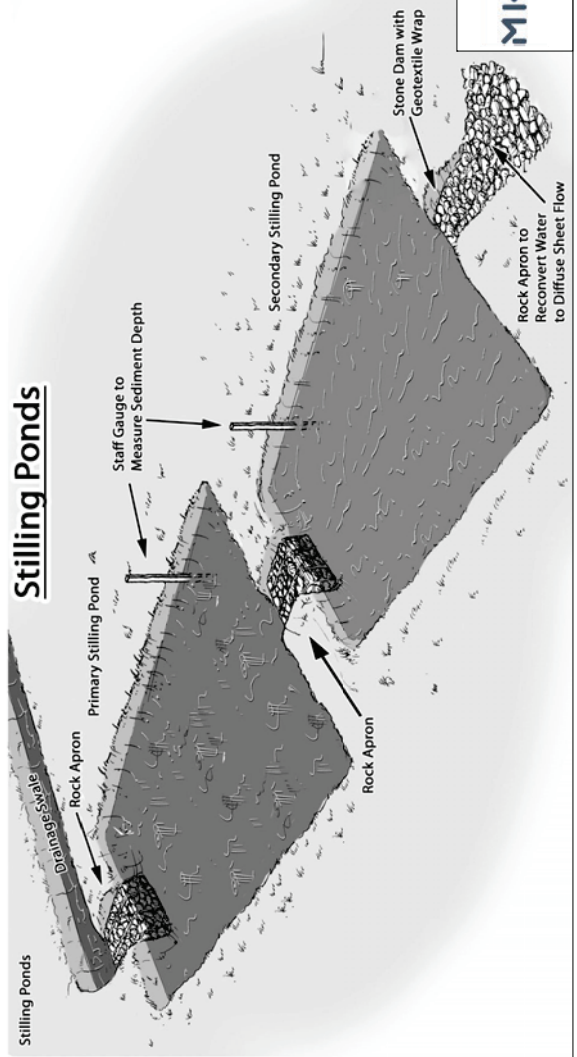 Stilling Ponds
Stilling Ponds
Drainage Swale
Rock Apron
Primary Stilling Pond
Staff Gauge to
Measure Sediment Depth
Secondary Stilling Pond
Rock Apron
Stone Dam with
Geotextile Wrap
Rock Apron to
Reconvert Water
to Diffuse Sheet Flow